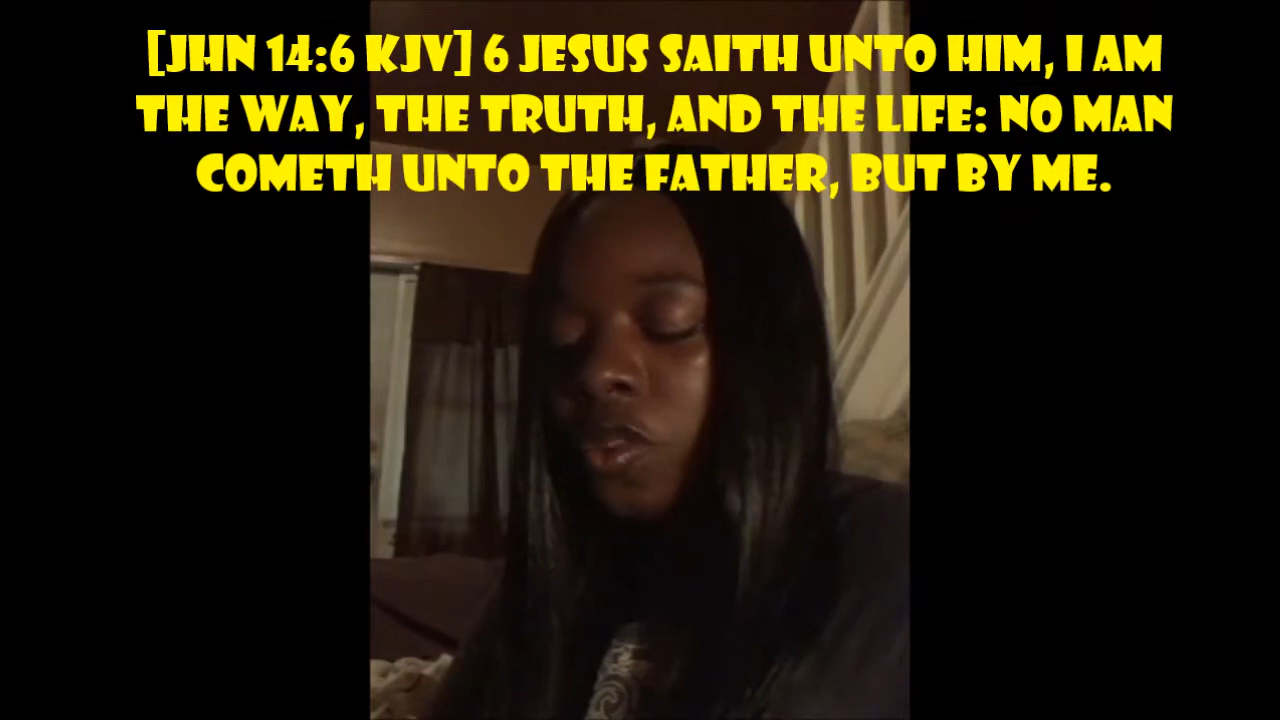 [JHN 14:6 KJV] 6 JESUS SAITH UNTO HIM, I AM
THE WAY, THE TRUTH, AND THE LIFE: NO MAN
COMETH UNTO THE FATHER, BUT BY ME.